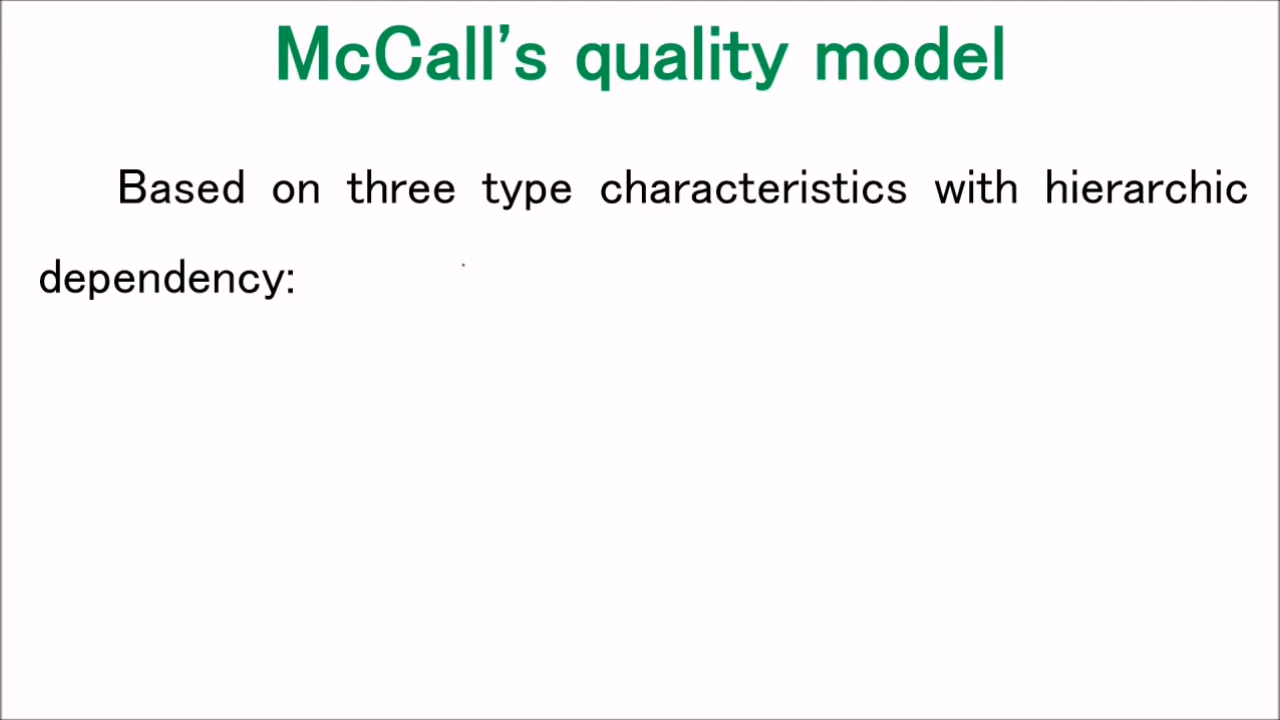 McCall’s quality model
Based on three type characteristics with hierarchic
dependency: